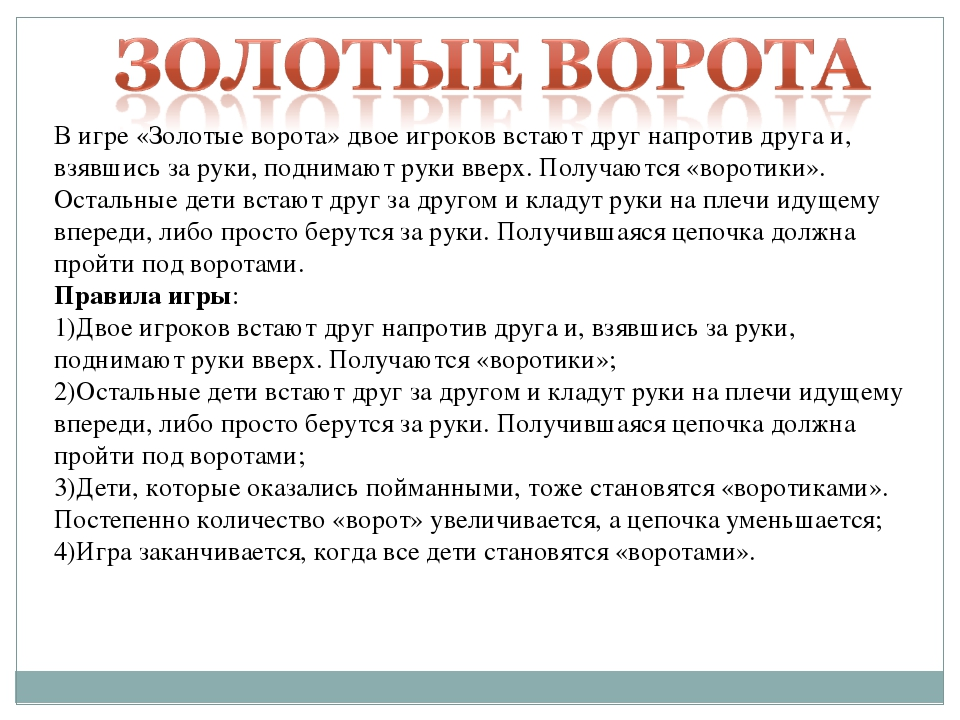 ЗОЛОТЫЕ ВОРОТА
В игре «Золотые ворота» двое игроков встают друг напротив друга и,
взявшись за руки, поднимают руки вверх. Получаются «воротики».
Остальные дети встают друг за другом и кладут руки на плечи идущему
впереди, либо просто берутся за руки. Получившаяся цепочка должна
пройти под воротами.
Правила игры:
1)Двое игроков встают друг напротив друга и, взявшись за руки,
поднимают руки вверх. Получаются «воротики»;
2)Остальные дети встают друг за другом и кладут руки на плечи идущему
впереди, либо просто берутся за руки. Получившаяся цепочка должна
пройти под воротами;
3)Дети, которые оказались пойманными, тоже становятся «воротиками».
Постепенно количество «ворот» увеличивается, а цепочка уменьшается;
4)Игра заканчивается, когда все дети становятся «воротами».